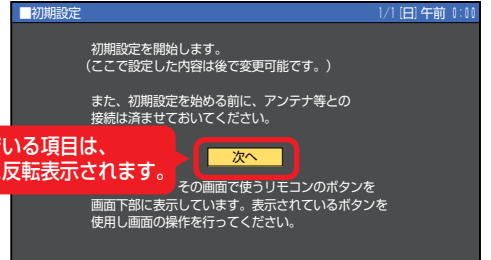 ■初期設定
1/1[日]午前 0:00
初期設定を開始します。
(ここで設定した内容は後で変更可能です。)
また、初期設定を始める前に、アンテナ等との
接続は済ませておいてください。
いる項目は、
反転表示されます。
次へ
その画面で使うリモコンのボタンを
画面下部に表示しています。表示されているボタンを
使用し画面の操作を行ってください。